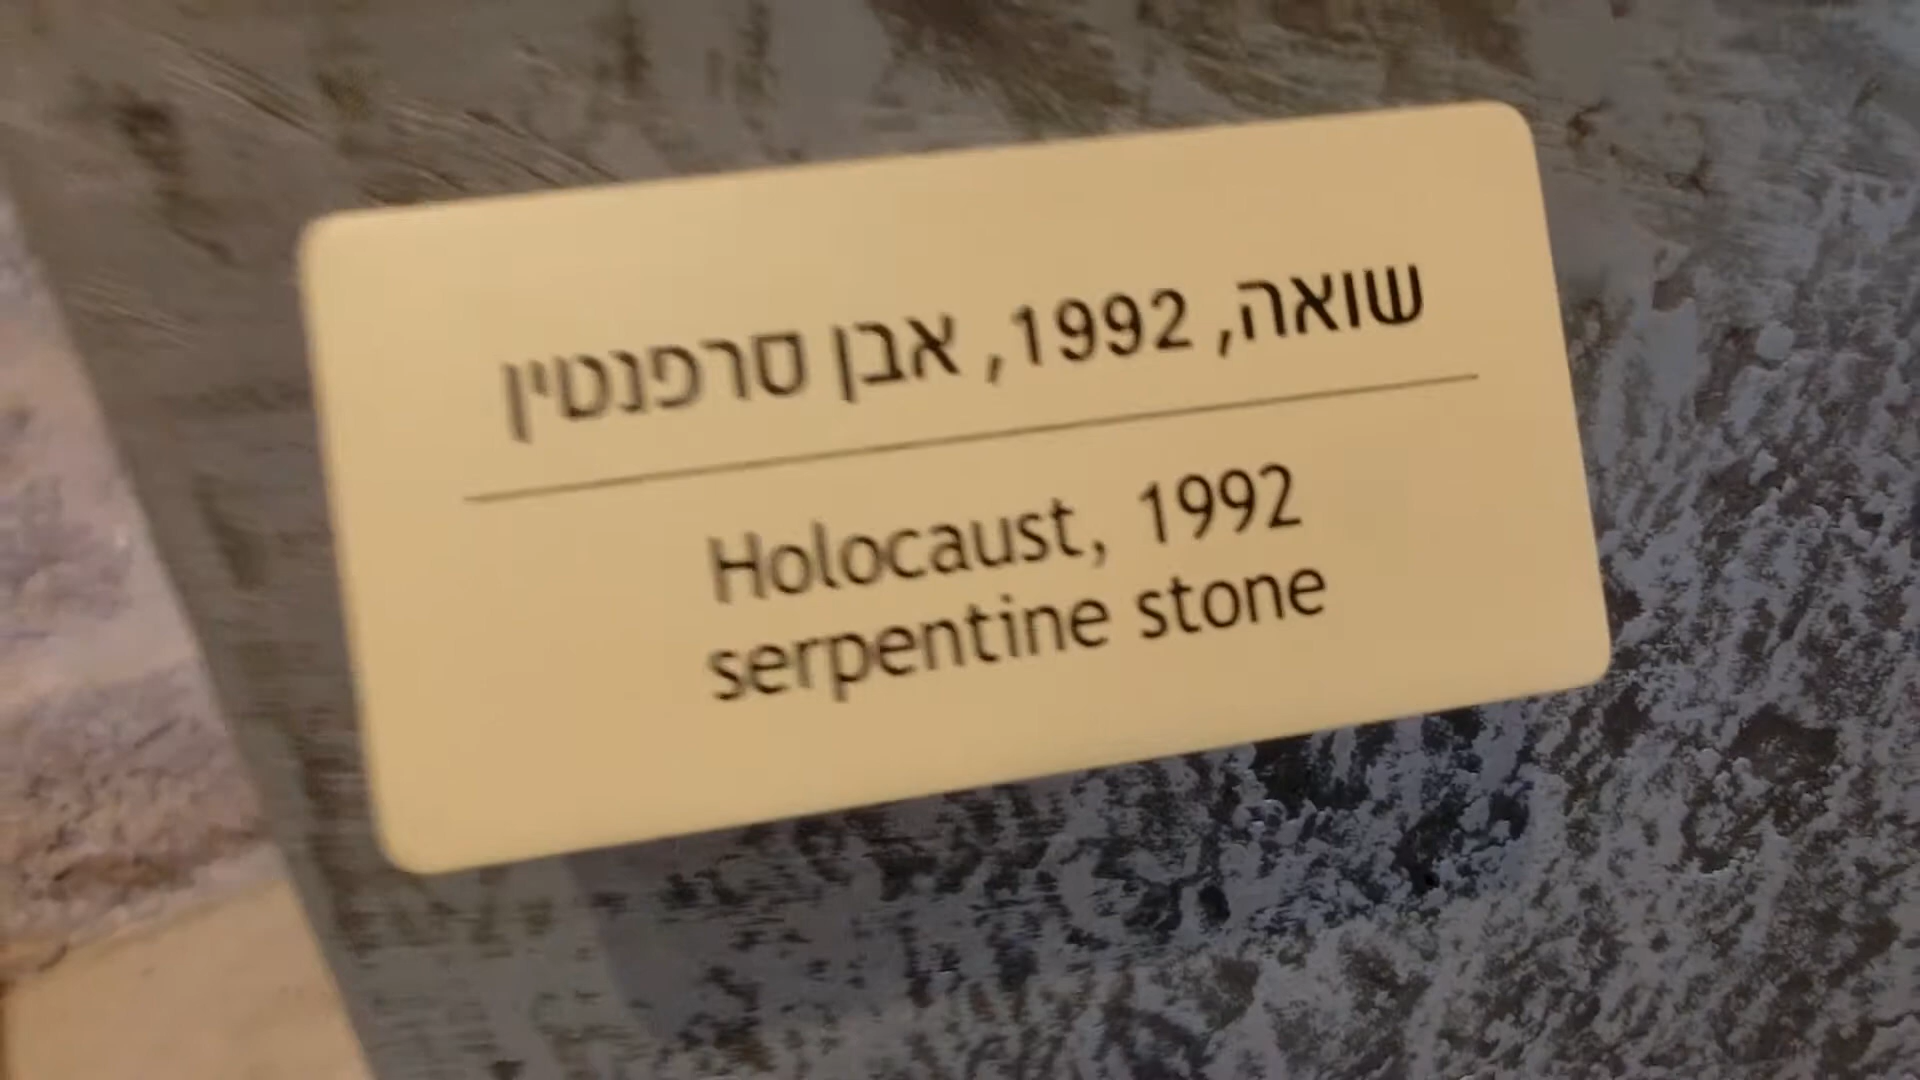 שואה, 1992, אבן סרפנטין
Holocaust, 1992
serpentine stone